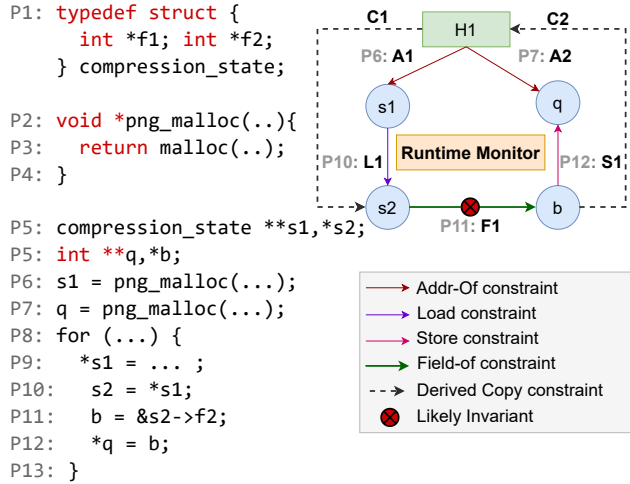 P1: typedef struct {
int *f1; int *f2;
} compression_state;
P2: void *png_malloc(..){
P3: return malloc(..);
P4: }
P5: compression_state **s1,*s2;
P5: int **q,*b;
P6: s1 = png_malloc(...);
P7: q = png_malloc(...);
P8: for (...) {
P9: *s1 = ... ;
P10: s2 = *s1;
P11: b = &s2->f2;
P12: *q = b;
P13: }
C1
H1
C2
P6: A1
P7: A2
s1
q
P10: L1
Runtime Monitor
P12: S1
s2
b
P11: F1
Addr-Of constraint
Load constraint
Store constraint
Field-of constraint
Derived Copy constraint
Likely Invariant